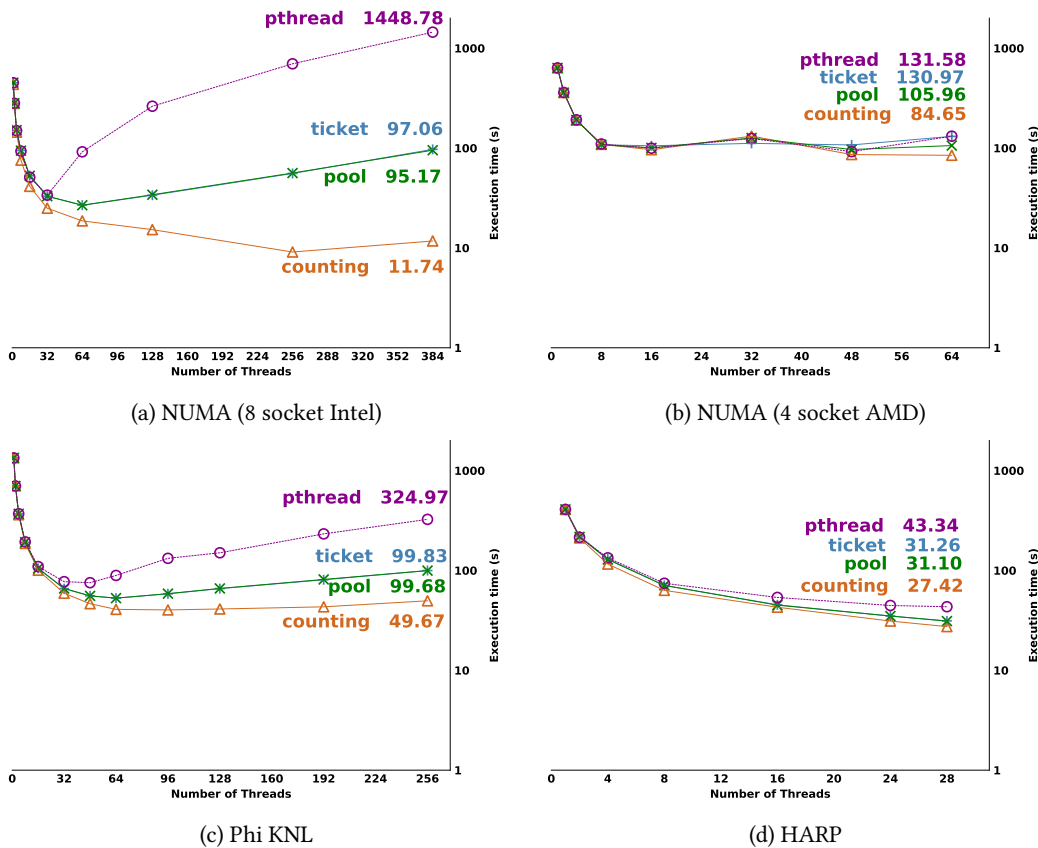 pthread 1448.78
1000
ticket 97.06
100
pool 95.17
10
counting 11.74
1
Execution time (s)
0 32 64 96 128 160 192 224 256 288 320 352 384
Number of Threads
(a) NUMA (8 socket Intel)
1000
pthread 131.58
ticket 130.97
pool 105.96
counting 84.65
100
10
1
Execution time (s)
0 8 16 24 32 40 48 56 64
Number of Threads
(b) NUMA (4 socket AMD)
1000
pthread 324.97
ticket 99.83
100
pool 99.68
counting 49.67
10
1
Execution time (s)
0 32 64 96 128 160 192 224 256
Number of Threads
(c) Phi KNL
1000
pthread 43.34
ticket 31.26
pool 31.10
100
counting 27.42
10
1
Execution time (s)
0 4 8 12 16 20 24 28
Number of Threads
(d) HARP